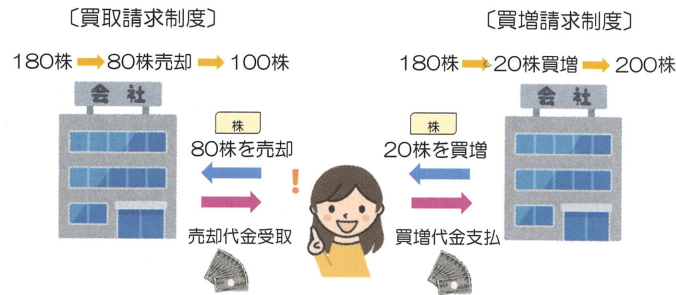 〔買取請求制度〕
180株➡80株売却➡100株
会社
株
80株を売却
売却代金受取
〔買増請求制度〕
180株➡20株買増➡200株
会社
株
20株を買増
買増代金支払
!